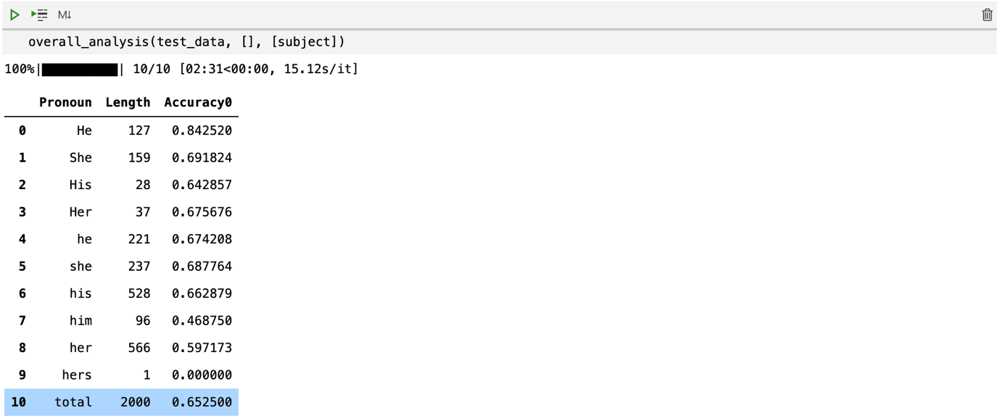 M↓
overall_analysis(test_data, [], [subject])
100%|██████████| 10/10 [02:31<00:00, 15.12s/it]
Pronoun Length Accuracy0
0 He 127 0.842520
1 She 159 0.691824
2 His 28 0.642857
3 Her 37 0.675676
4 he 221 0.674208
5 she 237 0.687764
6 his 528 0.662879
7 him 96 0.468750
8 her 566 0.597173
9 hers 1 0.000000
10 total 2000 0.652500